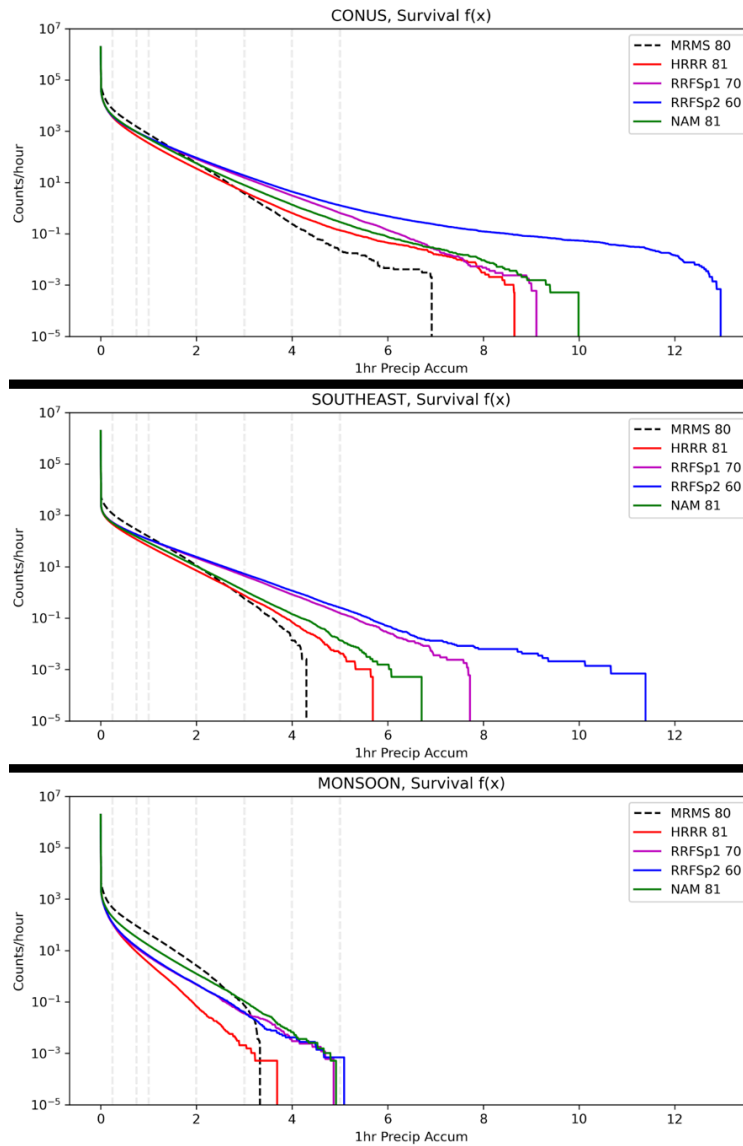 CONUS, Survival f(x)
10^7
10^5
10^3
10^1
10^-1
10^-3
10^-5
Counts/hour
MRMS 80
HRRR 81
RRFSp1 70
RRFSp2 60
NAM 81
0 2 4 6 8 10 12
1hr Precip Accum
SOUTHEAST, Survival f(x)
10^7
10^5
10^3
10^1
10^-1
10^-3
10^-5
Counts/hour
MRMS 80
HRRR 81
RRFSp1 70
RRFSp2 60
NAM 81
0 2 4 6 8 10 12
1hr Precip Accum
MONSOON, Survival f(x)
10^7
10^5
10^3
10^1
10^-1
10^-3
10^-5
Counts/hour
MRMS 80
HRRR 81
RRFSp1 70
RRFSp2 60
NAM 81
0 2 4 6 8 10 12
1hr Precip Accum